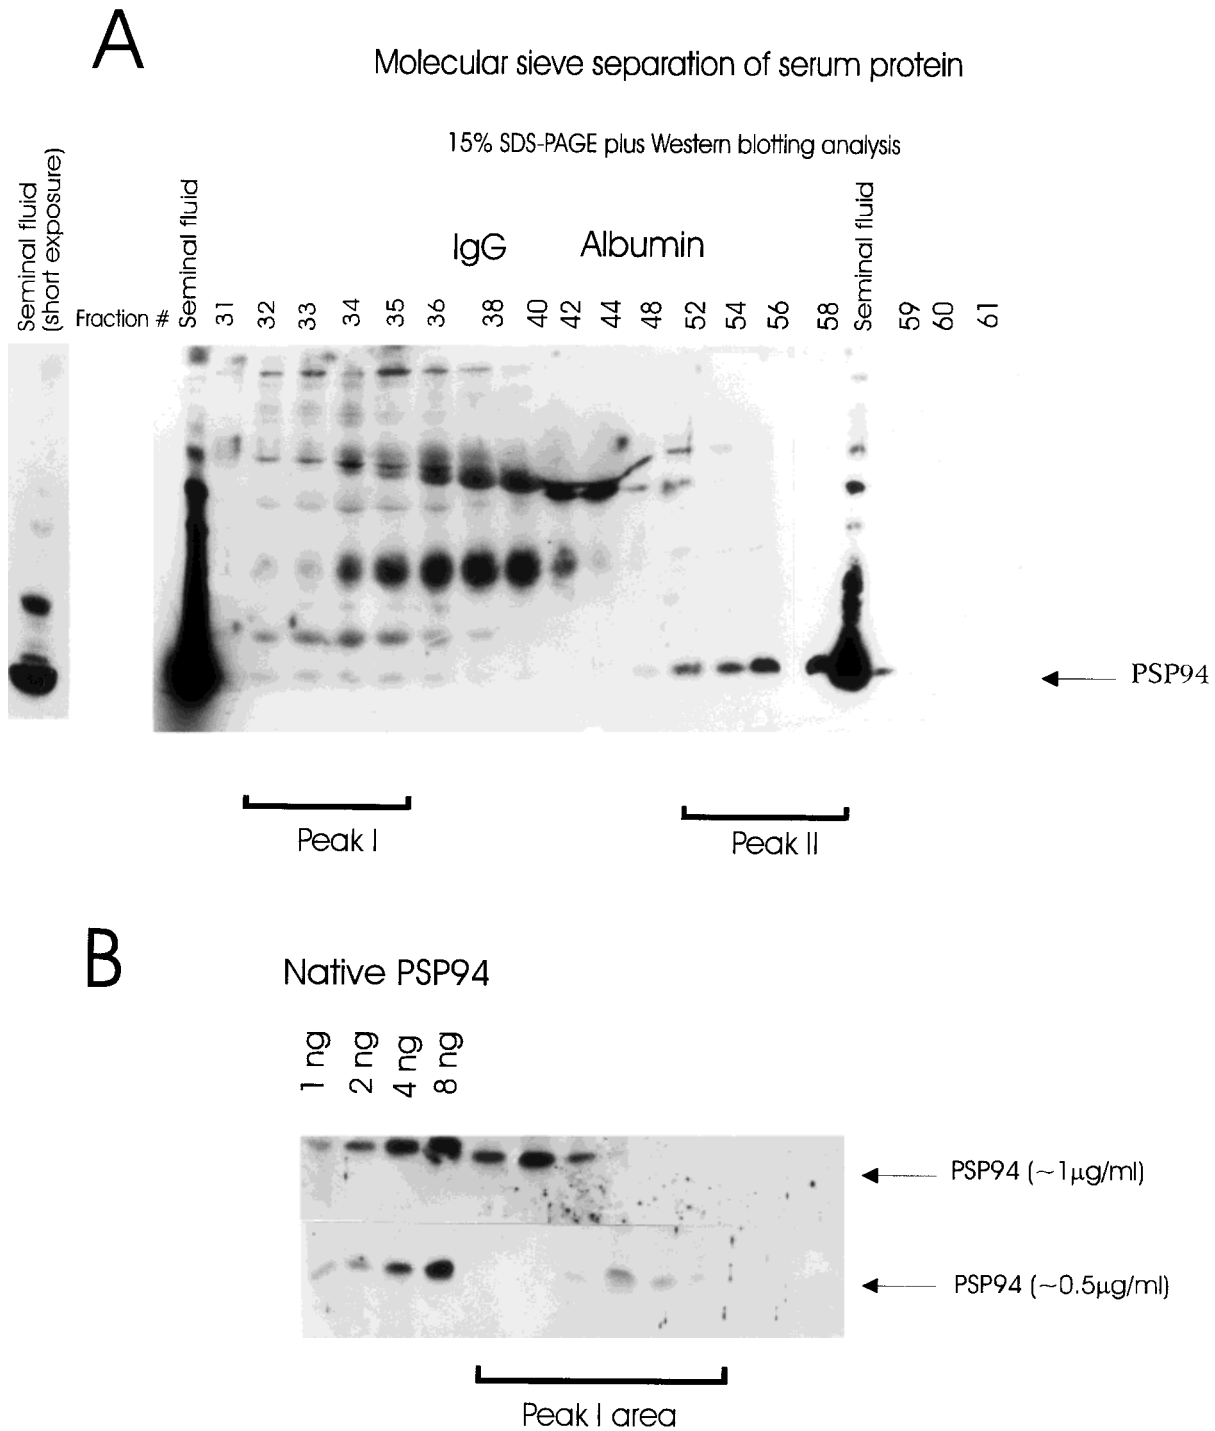 A
Molecular sieve separation of serum protein
15% SDS-PAGE plus Western blotting analysis
Seminal fluid
(short exposure)
Fraction #
Seminal fluid
31
32
33
34
35
36
38
40
42
44
48
52
54
56
58
Seminal fluid
59
60
61
IgG
Albumin
PSP94
Peak I
Peak II
B
Native PSP94
1 ng
2 ng
4 ng
8 ng
PSP94 (~1μg/ml)
PSP94 (~0.5μg/ml)
Peak I area